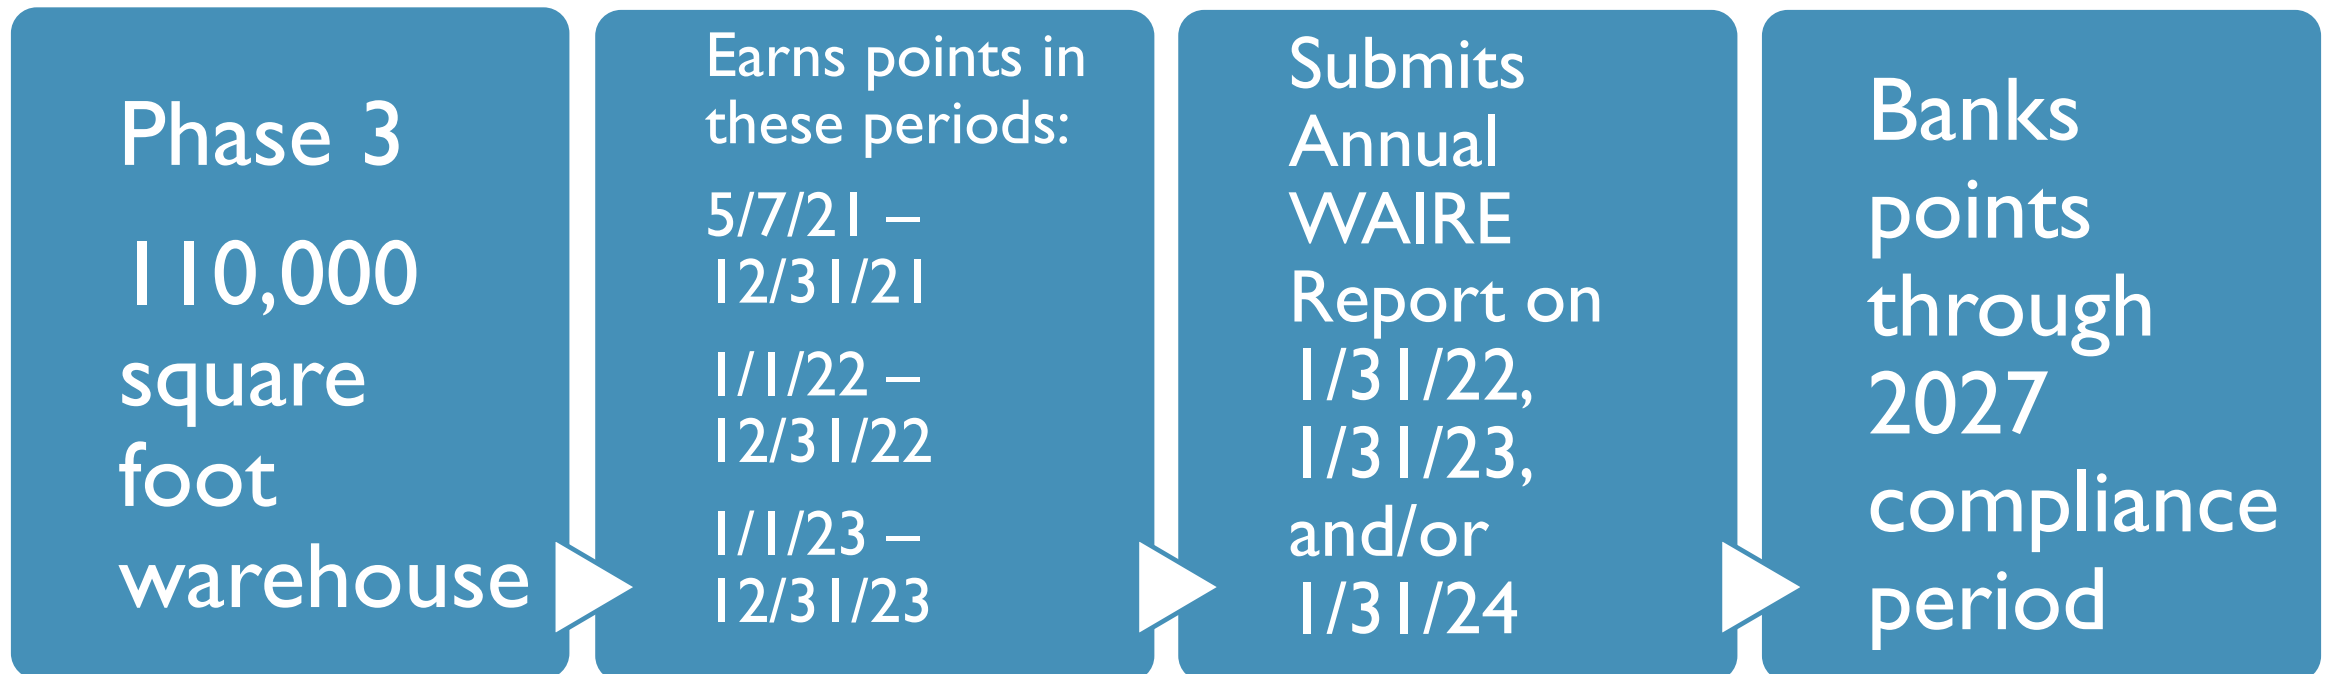 Phase 3
110,000
square
foot
warehouse
Earns points in
these periods:
5/7/21 –
12/31/21
1/1/22 –
12/31/22
1/1/23 –
12/31/23
Submits
Annual
WAIRE
Report on
1/31/22,
1/31/23,
and/or
1/31/24
Banks
points
through
2027
compliance
period